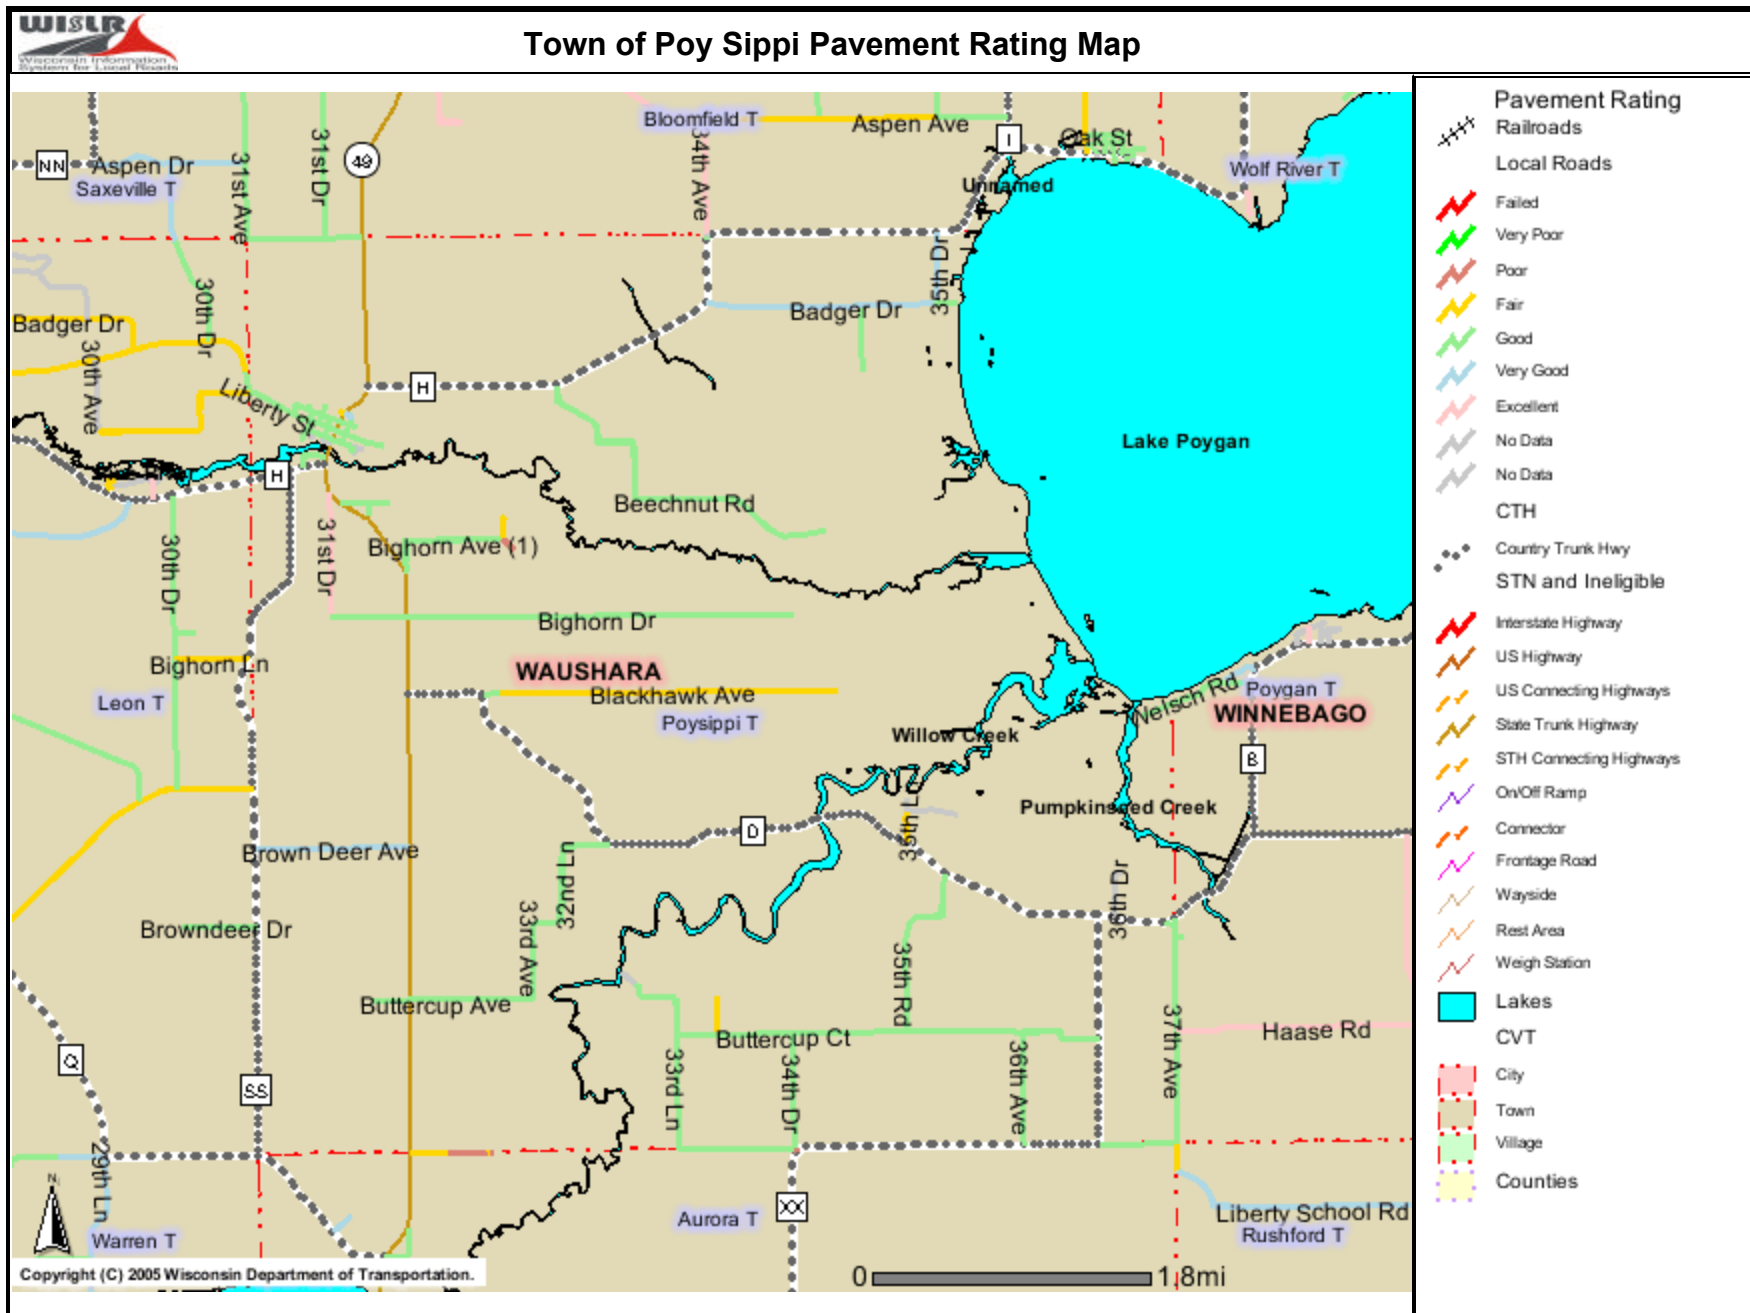 WISLR
Wisconsin Information
System for Local Roads
Town of Poy Sippi Pavement Rating Map
Bloomfield T
Aspen Ave
I
Oak St
49
31st Dr
31st Ave
34th Ave
NN
Aspen Dr
Saxeville T
Unnamed
Wolf River T
35th Dr
30th Dr
Badger Dr
Badger Dr
30th Ave
H
Liberty St
Lake Poygan
H
Beechnut Rd
31st Dr
30th Dr
Bighorn Ave (1)
Bighorn Dr
Bighorn Ln
WAUSHARA
Blackhawk Ave
Leon T
Poysippi T
Nelsch Rd
Poygan T
WINNEBAGO
Willow Creek
B
Pumpkinseed Creek
D
Brown Deer Ave
32nd Ln
36th Dr
33rd Ave
Browndeer Dr
35th Rd
Buttercup Ave
37th Ave
Haase Rd
Buttercup Ct
Q
33rd Ln
34th Dr
36th Ave
SS
29th Ln
N
XX
Aurora T
Liberty School Rd
Warren T
Rushford T
Copyright (C) 2005 Wisconsin Department of Transportation.
0 1.8mi
Pavement Rating
Railroads
Local Roads
Failed
Very Poor
Poor
Fair
Good
Very Good
Excellent
No Data
No Data
CTH
Country Trunk Hwy
STN and Ineligible
Interstate Highway
US Highway
US Connecting Highways
State Trunk Highway
STH Connecting Highways
On/Off Ramp
Connector
Frontage Road
Wayside
Rest Area
Weigh Station
Lakes
CVT
City
Town
Village
Counties